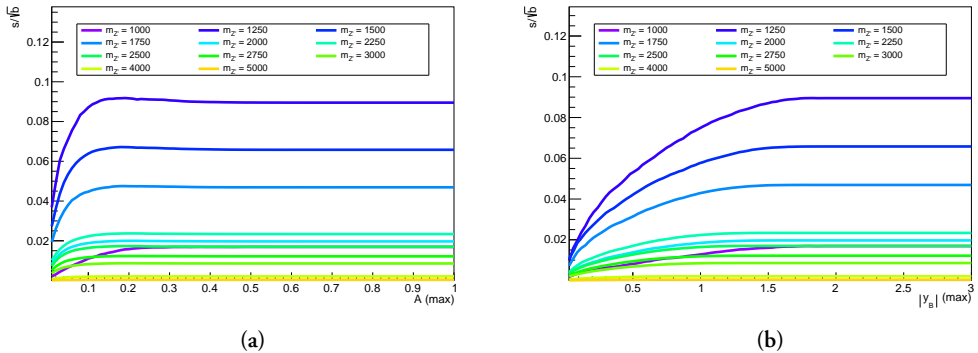 s/√b
0.12
0.1
0.08
0.06
0.04
0.02
m_Z' = 1000 m_Z' = 1250 m_Z' = 1500
m_Z' = 1750 m_Z' = 2000 m_Z' = 2250
m_Z' = 2500 m_Z' = 2750 m_Z' = 3000
m_Z' = 4000 m_Z' = 5000
0.1 0.2 0.3 0.4 0.5 0.6 0.7 0.8 0.9 1
A (max)
(a)
s/√b
0.12
0.1
0.08
0.06
0.04
0.02
m_Z' = 1000 m_Z' = 1250 m_Z' = 1500
m_Z' = 1750 m_Z' = 2000 m_Z' = 2250
m_Z' = 2500 m_Z' = 2750 m_Z' = 3000
m_Z' = 4000 m_Z' = 5000
0.5 1 1.5 2 2.5 3
|y_B| (max)
(b)